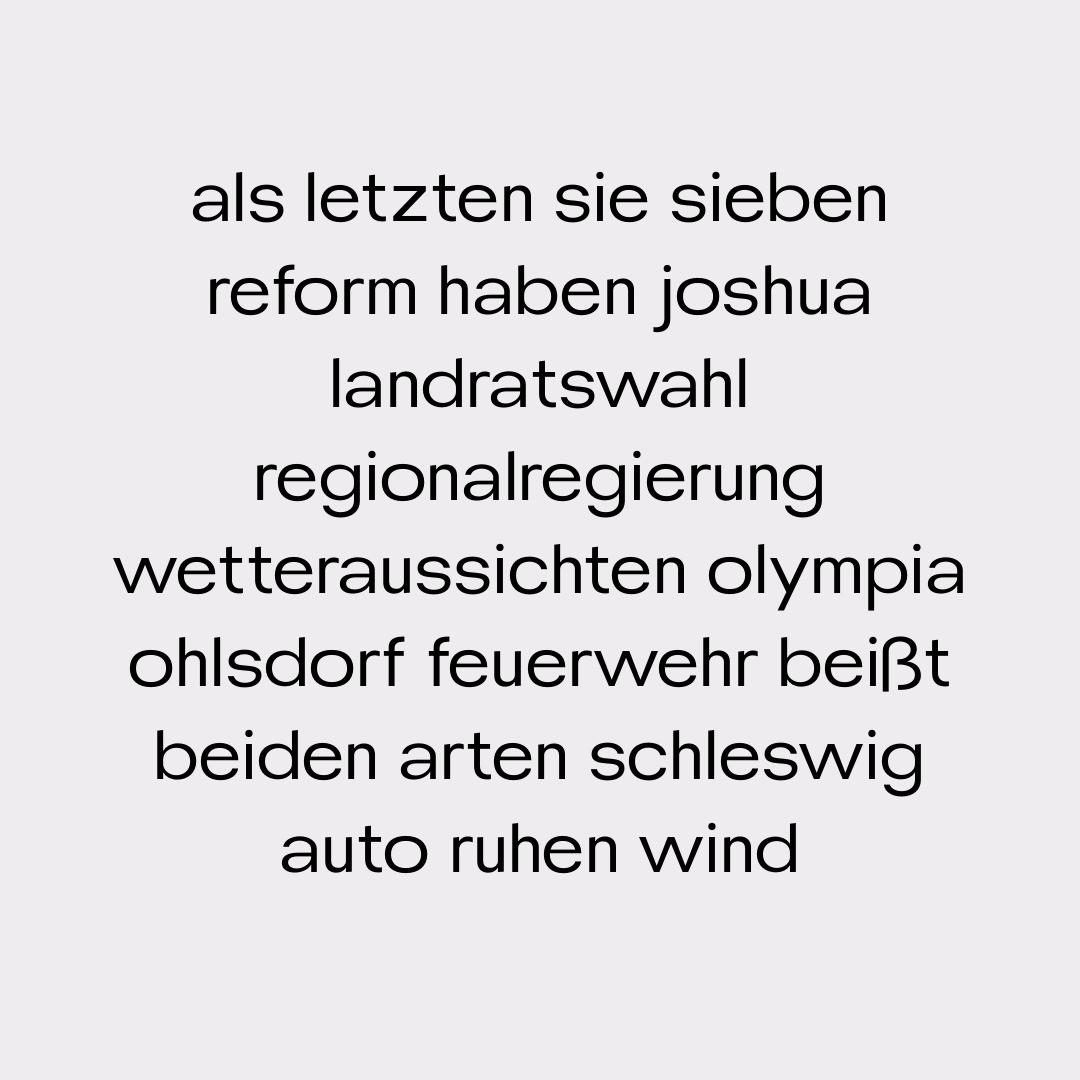 als letzten sie sieben
reform haben joshua
landratswahl
regionalregierung
wetteraussichten olympia
ohlsdorf feuerwehr beißt
beiden arten schleswig
auto ruhen wind